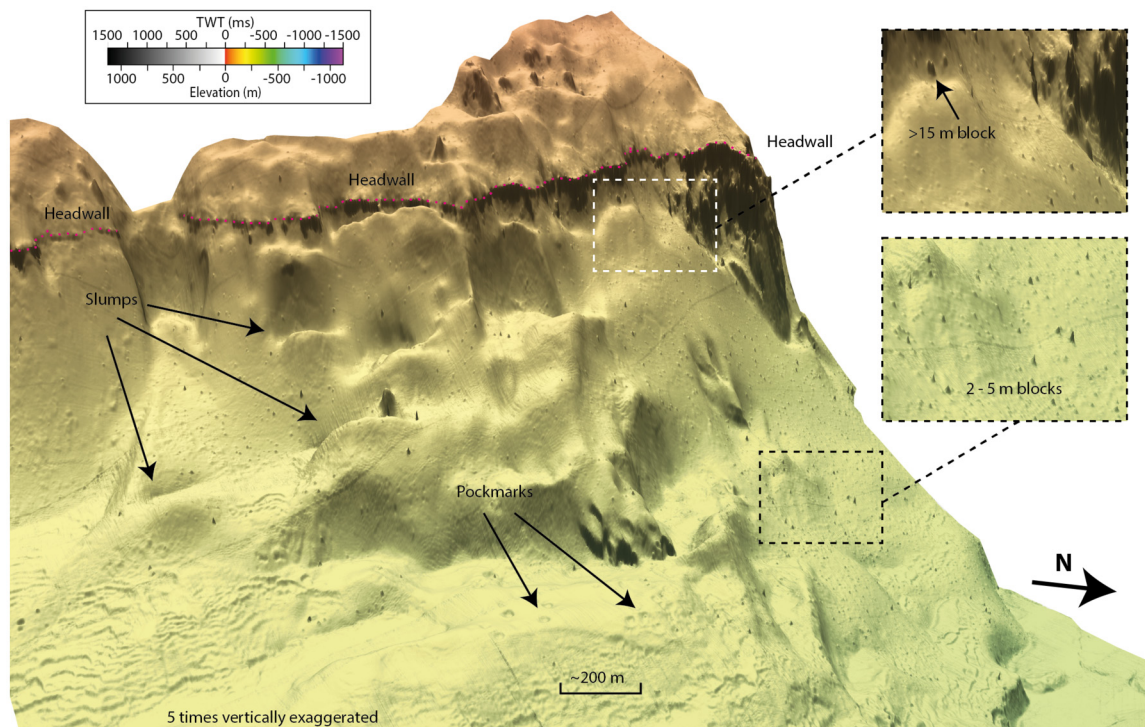 TWT (ms)
1500 1000 500 0 -500 -1000 -1500
1000 500 0 -500 -1000
Elevation (m)
>15 m block
Headwall
Headwall
Headwall
Slumps
2 - 5 m blocks
Pockmarks
N
~200 m
5 times vertically exaggerated